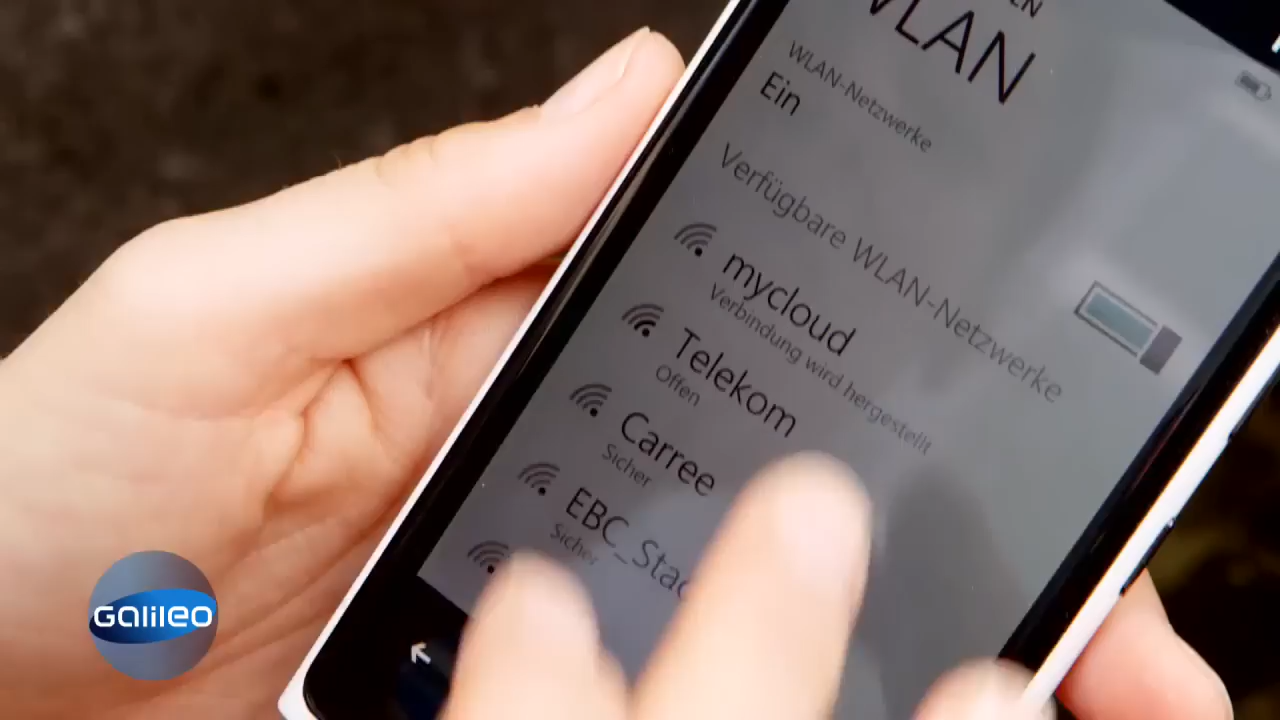 WLAN
WLAN-Netzwerke
Ein
Verfügbare WLAN-Netzwerke
mycloud
Verbindung wird hergestellt
Telekom
Offen
Carree
Sicher
Sicher
GALILEO